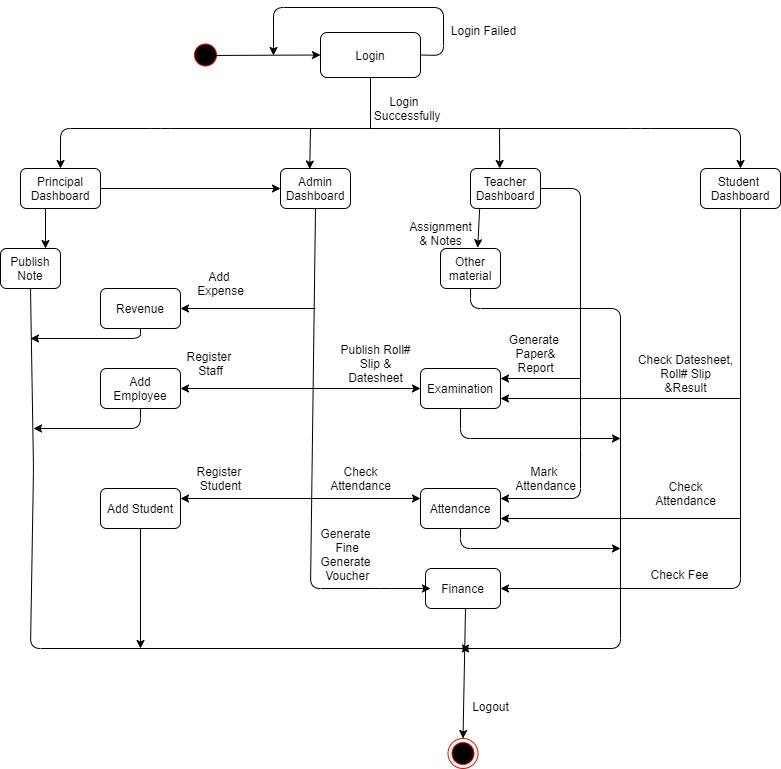 Login Failed
Login
Login
Successfully
Principal
Dashboard
Admin
Dashboard
Teacher
Dashboard
Student
Dashboard
Assignment
& Notes
Publish
Note
Other
material
Add
Expense
Revenue
Generate
Paper&
Report
Publish Roll#
Slip &
Datesheet
Register
Staff
Check Datesheet,
Roll# Slip
&Result
Add
Employee
Examination
Register
Student
Check
Attendance
Mark
Attendance
Check
Attendance
Add Student
Attendance
Generate
Fine
Generate
Voucher
Finance
Check Fee
Logout